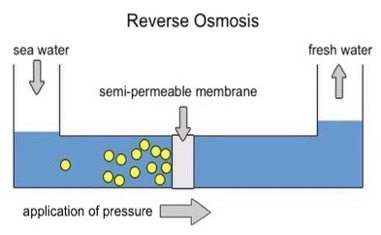 Reverse Osmosis
sea water
fresh water
semi-permeable membrane
application of pressure